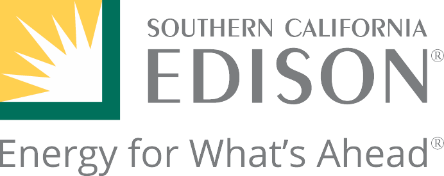 SOUTHERN CALIFORNIA
EDISON®
Energy for What's Ahead®